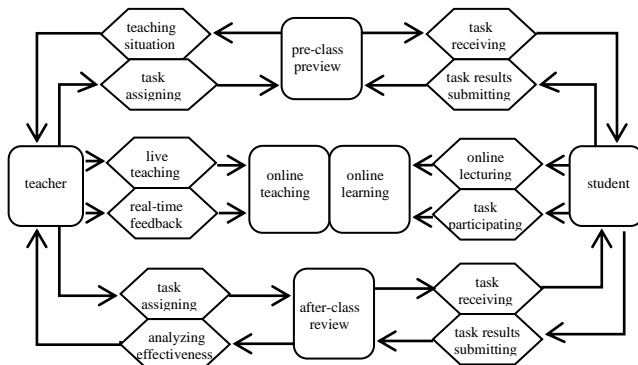 teaching
situation
pre-class
preview
task
receiving
task
assigning
task results
submitting
teacher
live
teaching
real-time
feedback
online
teaching
online
learning
online
lecturing
task
participating
student
task
assigning
after-class
review
task
receiving
analyzing
effectiveness
task results
submitting